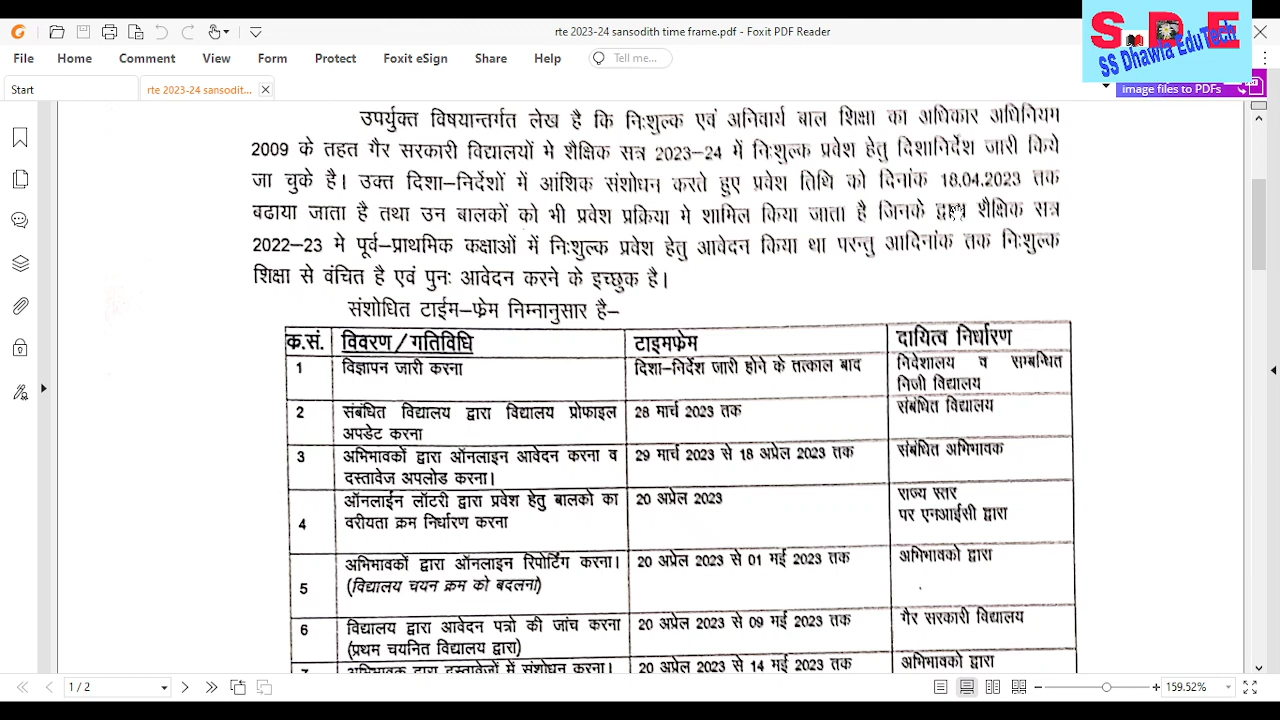 rte 2023-24 sansodith time frame.pdf - Foxit PDF Reader
S D E
SS Dhawla EduTech
File Home Comment View Form Protect Foxit eSign Share Help Tell me...
image files to PDFs
Start
rte 2023-24 sansodit...
उपर्युक्त विषयान्तर्गत लेख है कि निःशुल्क एवं अनिवार्य बाल शिक्षा का अधिकार अधिनियम
2009 के तहत गैर सरकारी विद्यालयों मे शैक्षिक सत्र 2023–24 में निःशुल्क प्रवेश हेतु दिशानिर्देश जारी किये
जा चुके है। उक्त दिशा–निर्देशों में आंशिक संशोधन करते हुए प्रवेश तिथि को दिनांक 18.04.2023 तक
बढाया जाता है तथा उन बालकों को भी प्रवेश प्रक्रिया मे शामिल किया जाता है जिनके द्वारा शैक्षिक सत्र
2022–23 मे पूर्व–प्राथमिक कक्षाओं में निःशुल्क प्रवेश हेतु आवेदन किया था परन्तु आदिनांक तक निःशुल्क
शिक्षा से वंचित है एवं पुनः आवेदन करने के इच्छुक है।
संशोधित टाईम–फ्रेम निम्नानुसार है–
क.सं. विवरण/गतिविधि टाइमफ्रेम दायित्व निर्धारण
1 विज्ञापन जारी करना दिशा–निर्देश जारी होने के तत्काल बाद निदेशालय व सम्बन्धित
निजी विद्यालय
2 संबंधित विद्यालय द्वारा विद्यालय प्रोफाइल 28 मार्च 2023 तक संबंधित विद्यालय
अपडेट करना
3 अभिभावकों द्वारा ऑनलाइन आवेदन करना व 29 मार्च 2023 से 18 अप्रेल 2023 तक संबंधित अभिभावक
दस्तावेज अपलोड करना।
ऑनलाईन लॉटरी द्वारा प्रवेश हेतु बालको का 20 अप्रेल 2023 राज्य स्तर
4 वरीयता क्रम निर्धारण करना पर एनआईसी द्वारा
अभिभावकों द्वारा ऑनलाइन रिपोर्टिंग करना। 20 अप्रेल 2023 से 01 मई 2023 तक अभिभावको द्वारा
5 (विद्यालय चयन क्रम को बदलना)
6 विद्यालय द्वारा आवेदन पत्रो की जांच करना 20 अप्रेल 2023 से 09 मई 2023 तक गैर सरकारी विद्यालय
(प्रथम चयनित विद्यालय द्वारा)
7 अभिभावक द्वारा दस्तावेजों में संशोधन करना। 20 अप्रेल 2023 से 14 मई 2023 तक अभिभावको द्वारा
1 / 2
159.52%